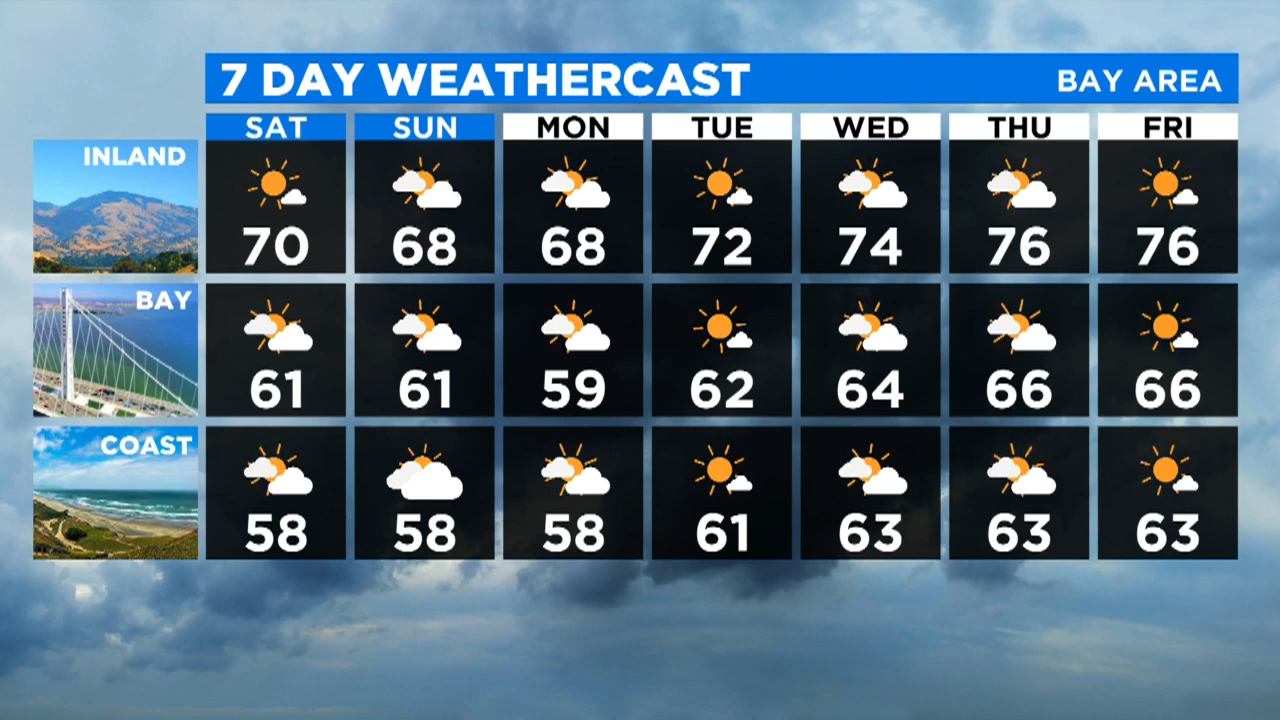 7 DAY WEATHERCAST BAY AREA
SAT SUN MON TUE WED THU FRI
INLAND
70 68 68 72 74 76 76
BAY
61 61 59 62 64 66 66
COAST
58 58 58 61 63 63 63